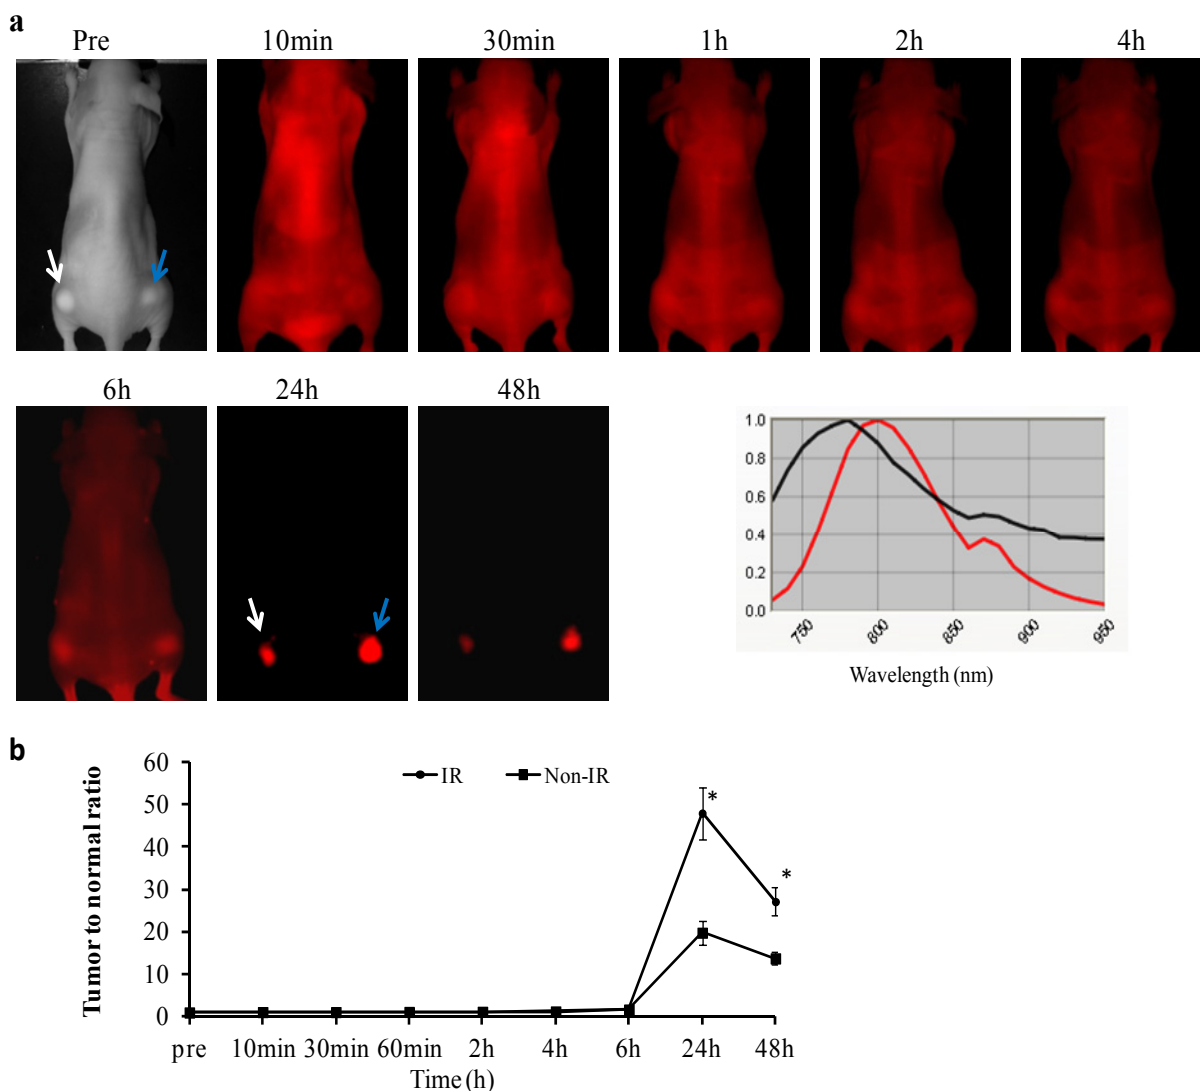 a
Pre 10min 30min 1h 2h 4h
6h 24h 48h
1.0
0.8
0.6
0.4
0.2
0.0
750 800 850 900 950
Wavelength (nm)
b
60
50
40
30
20
10
0
Tumor to normal ratio
IR Non-IR
*
*
pre 10min 30min 60min 2h 4h 6h 24h 48h
Time (h)